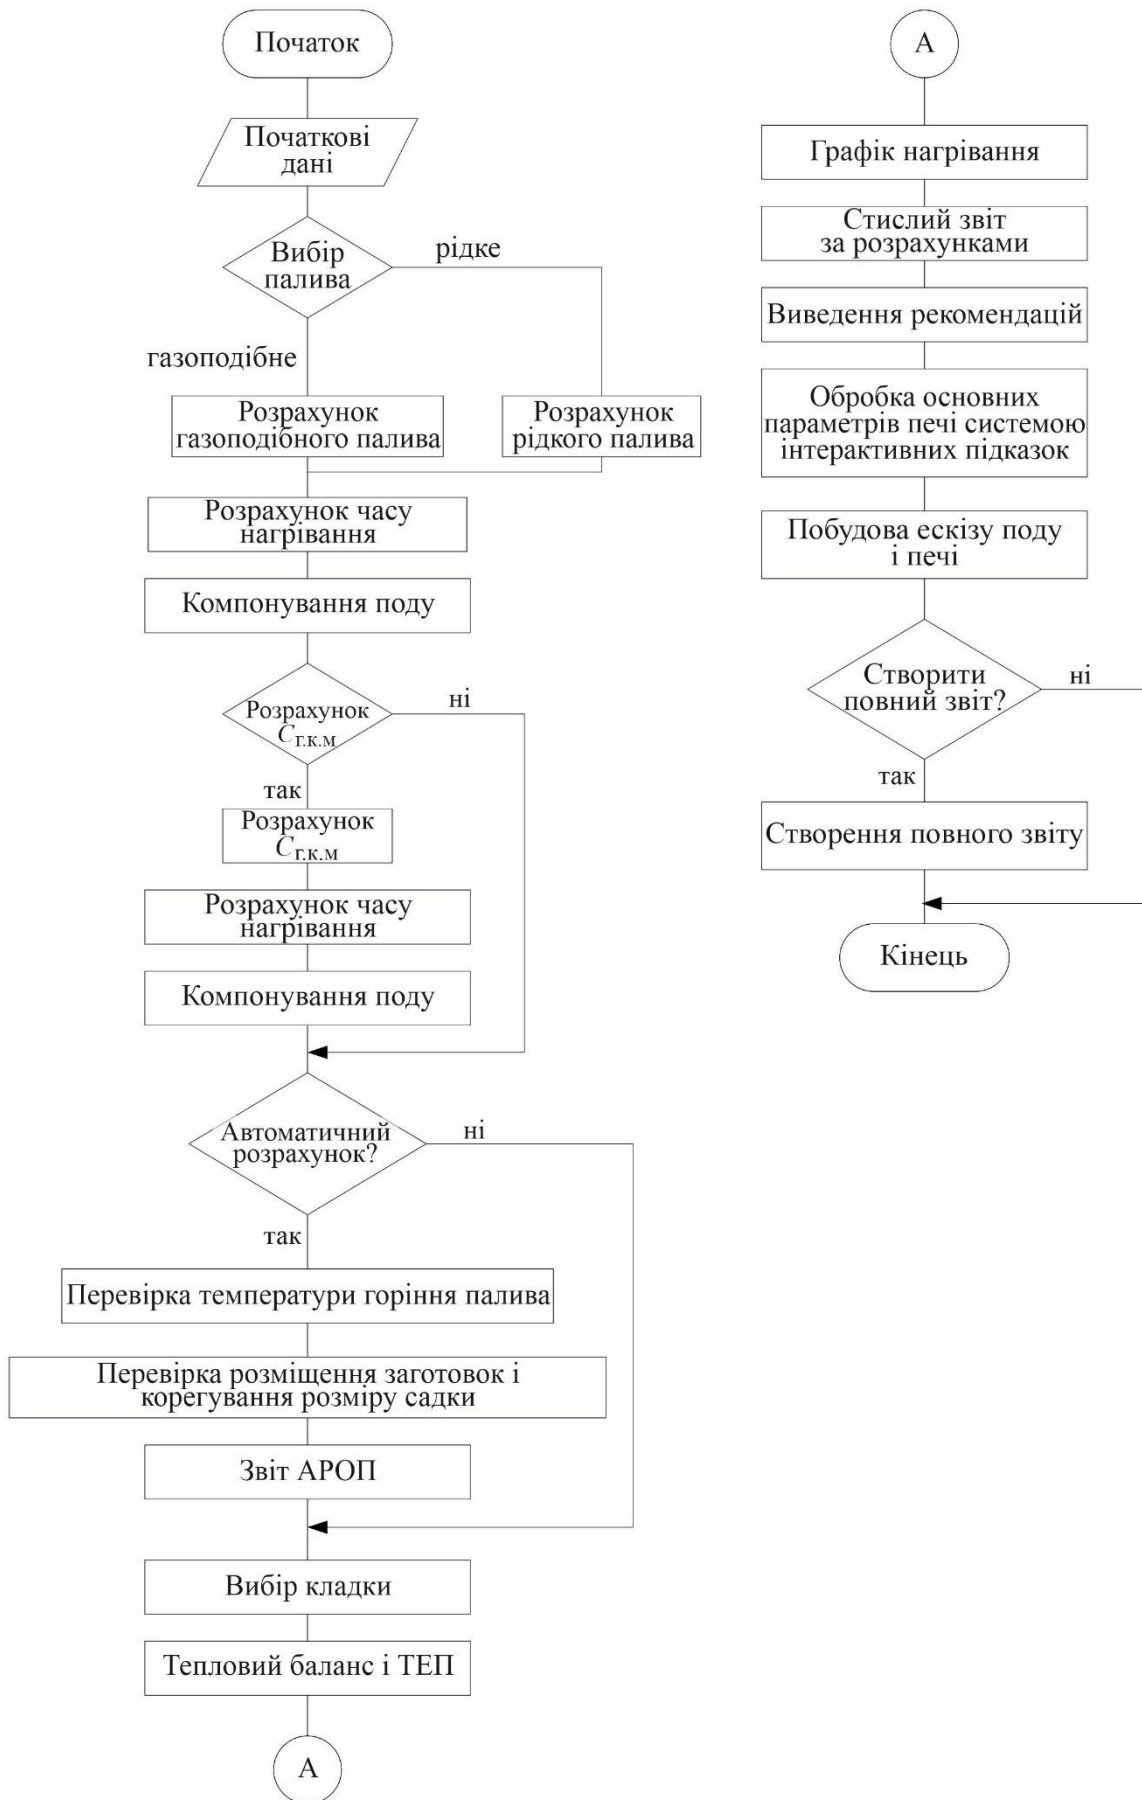 Початок
Початкові
дані
Вибір
палива
рідке
газоподібне
Розрахунок
газоподібного палива
Розрахунок
рідкого палива
Розрахунок часу
нагрівання
Компонування поду
Розрахунок
Cг.к.м
ні
так
Розрахунок
Cг.к.м
Розрахунок часу
нагрівання
Компонування поду
Автоматичний
розрахунок?
ні
так
Перевірка температури горіння палива
Перевірка розміщення заготовок і
корегування розміру садки
Звіт АРОП
Вибір кладки
Тепловий баланс і ТЕП
А
А
Графік нагрівання
Стислий звіт
за розрахунками
Виведення рекомендацій
Обробка основних
параметрів печі системою
інтерактивних підказок
Побудова ескізу поду
і печі
Створити
повний звіт?
ні
так
Створення повного звіту
Кінець